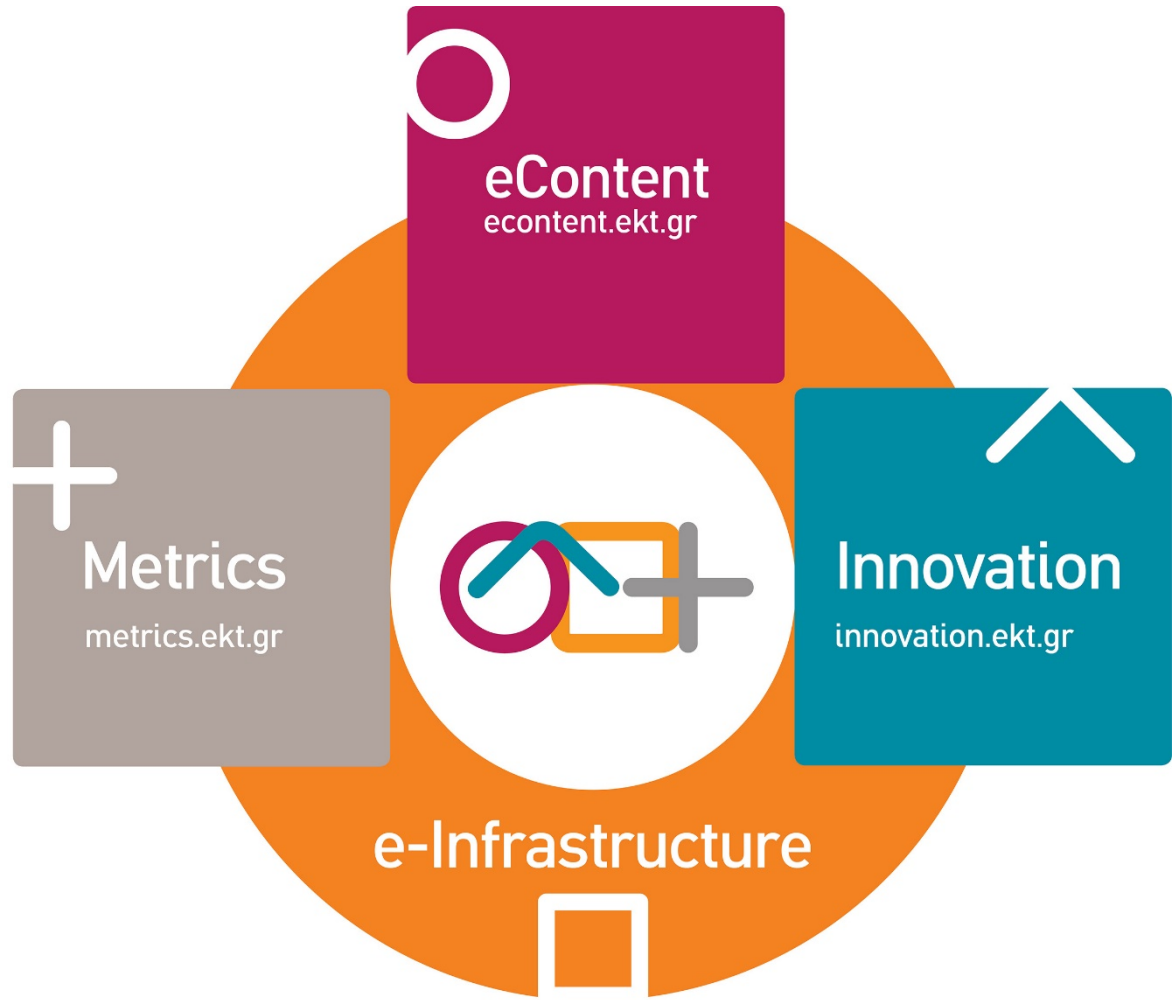 eContent
econtent.ekt.gr
Metrics
metrics.ekt.gr
Innovation
innovation.ekt.gr
e-Infrastructure